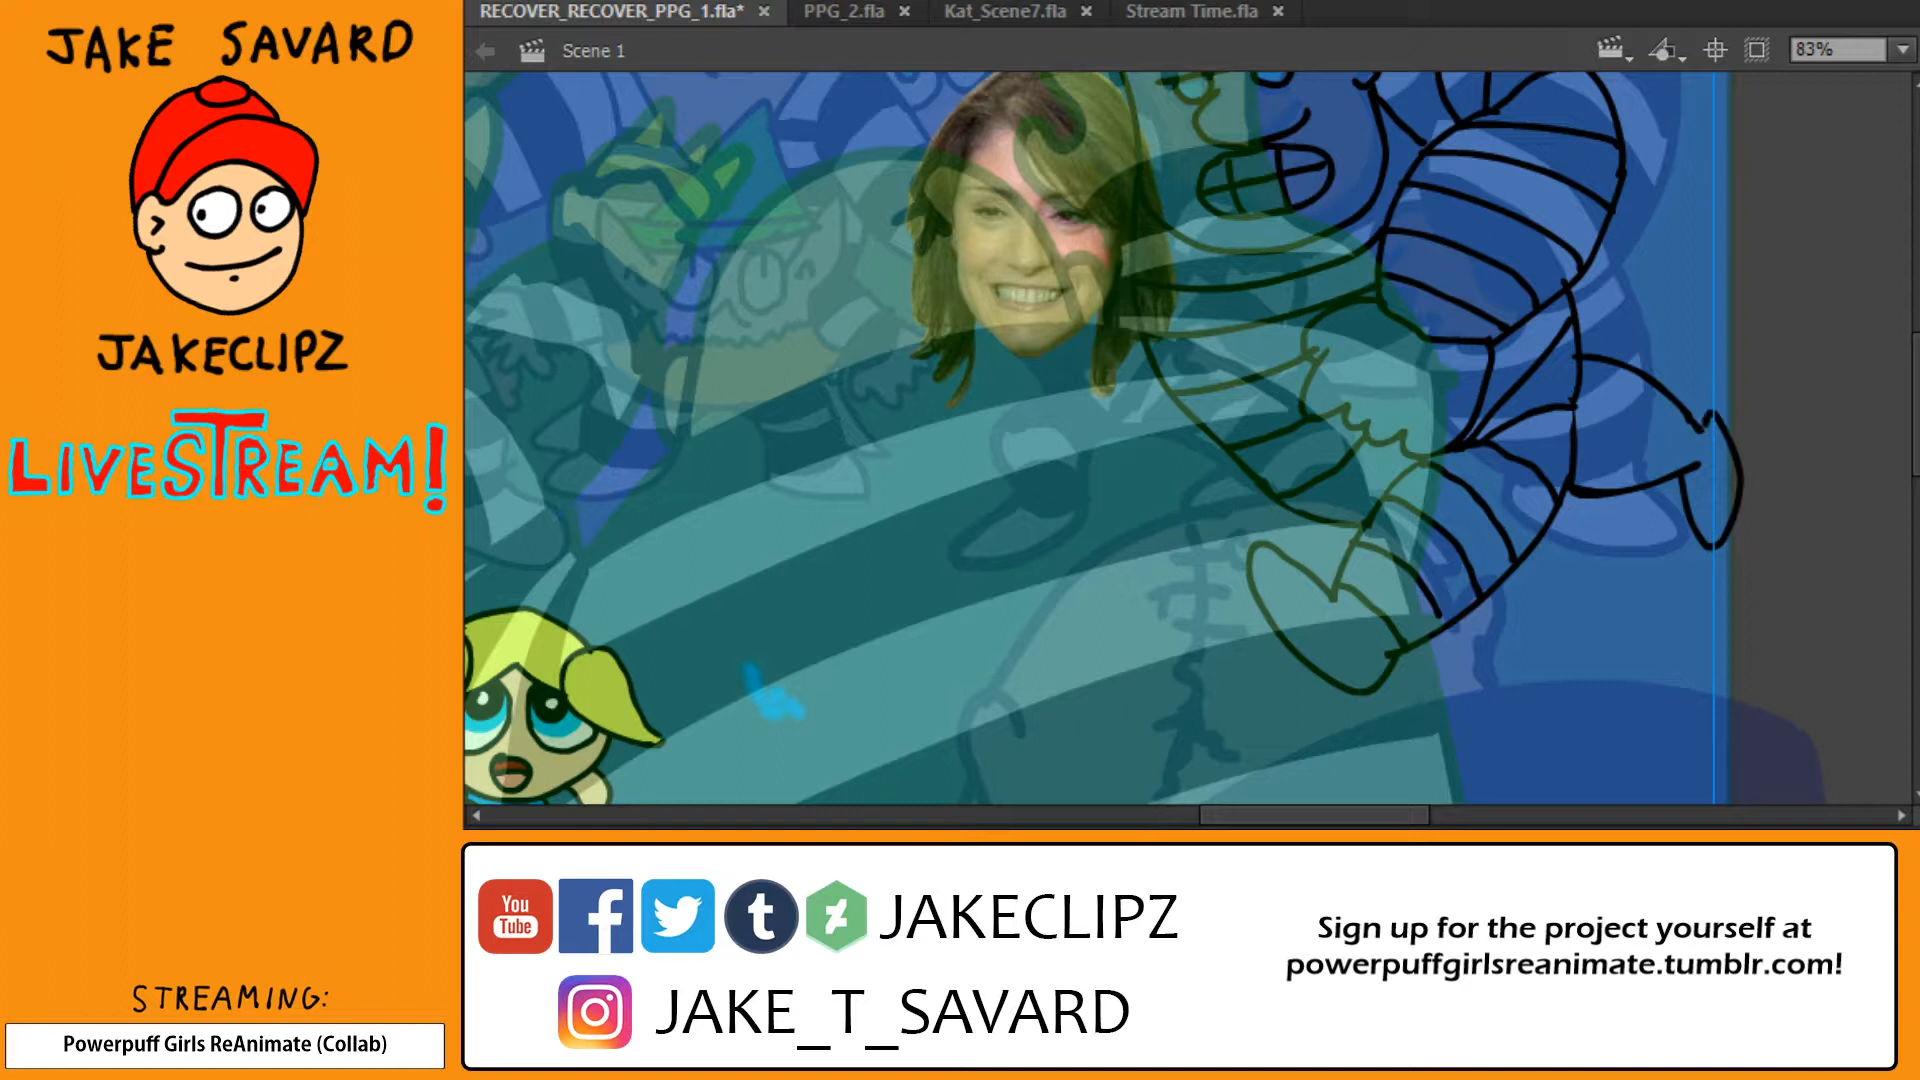 JAKE SAVARD
JAKECLIPZ
LIVESTREAM!
STREAMING:
Powerpuff Girls ReAnimate (Collab)
RECOVER_RECOVER_PPG_1.fla*
PPG_2.fla
Kat_Scene7.fla
Stream Time.fla
Scene 1
83%
You
Tube
f
t
JAKECLIPZ
JAKE_T_SAVARD
Sign up for the project yourself at
powerpuffgirlsreanimate.tumblr.com!